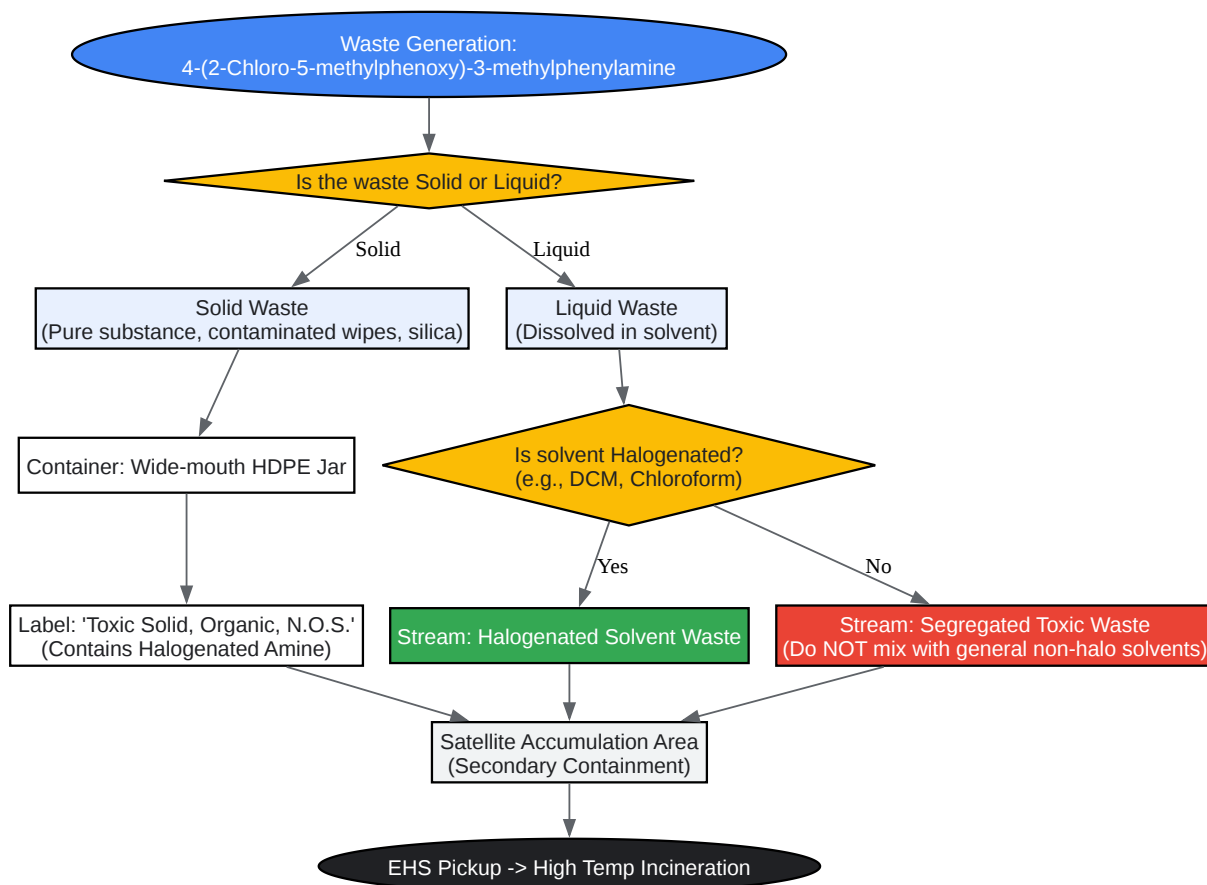 Waste Generation:
4-(2-Chloro-5-methylphenoxy)-3-methylphenylamine
Is the waste Solid or Liquid?
Solid
Liquid
Solid Waste
(Pure substance, contaminated wipes, silica)
Liquid Waste
(Dissolved in solvent)
Container: Wide-mouth HDPE Jar
Is solvent Halogenated?
(e.g., DCM, Chloroform)
Yes
No
Label: 'Toxic Solid, Organic, N.O.S.'
(Contains Halogenated Amine)
Stream: Halogenated Solvent Waste
Stream: Segregated Toxic Waste
(Do NOT mix with general non-halo solvents)
Satellite Accumulation Area
(Secondary Containment)
EHS Pickup -> High Temp Incineration